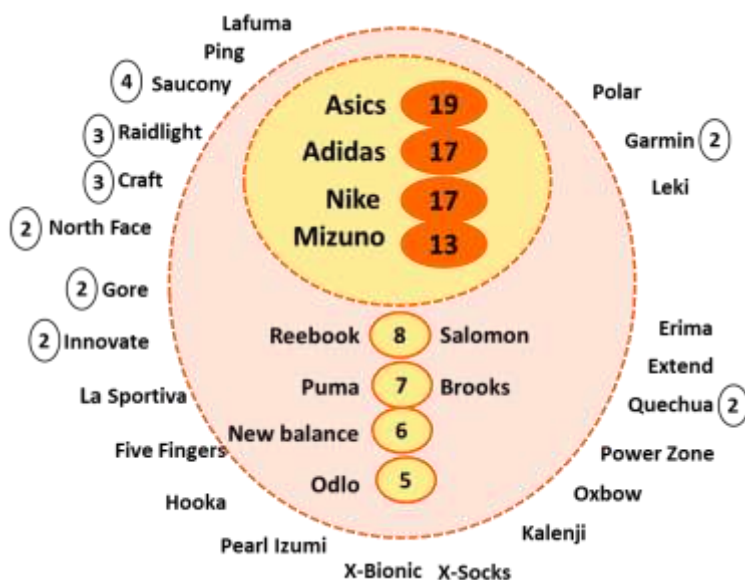 Lafuma
Ping
4 Saucony
3 Raidlight
3 Craft
2 North Face
2 Gore
2 Innovate
La Sportiva
Five Fingers
Hooka
Pearl Izumi
X-Bionic X-Socks
Asics 19
Adidas 17
Nike 17
Mizuno 13
Reebook 8 Salomon
Puma 7 Brooks
New balance 6
Odlo 5
Polar
Garmin 2
Leki
Erima
Extend
Quechua 2
Power Zone
Oxbow
Kalenji